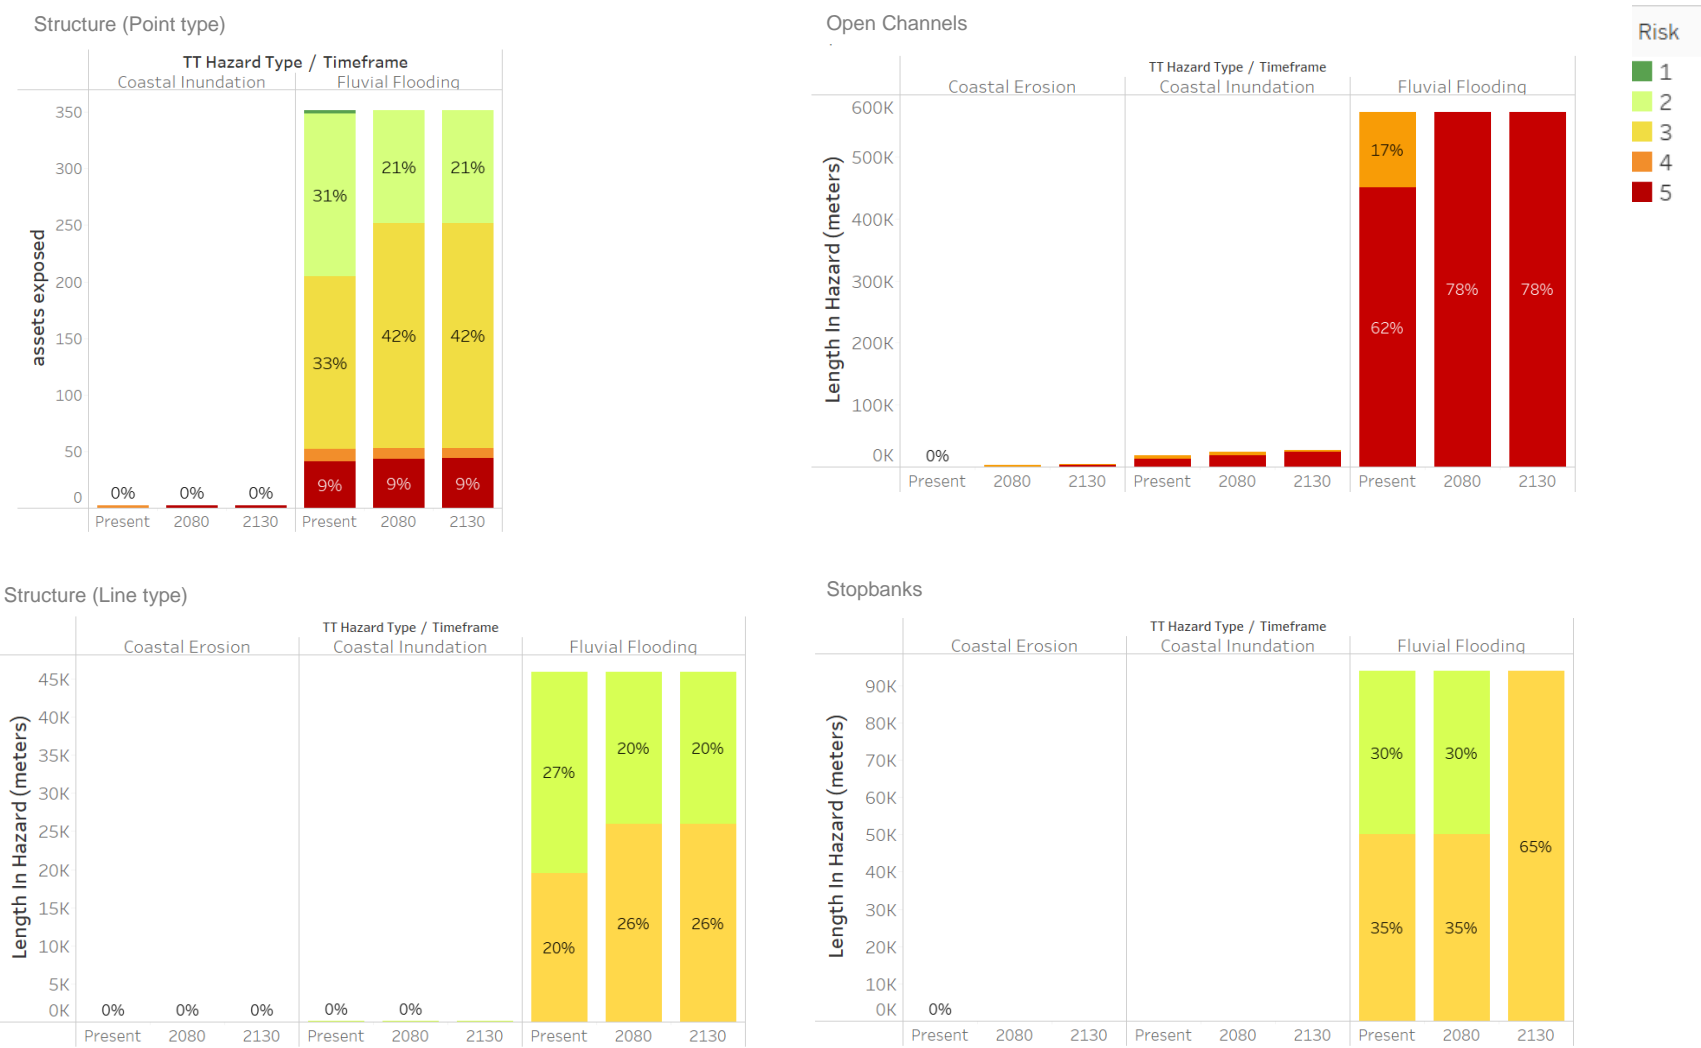 Structure (Point type)
TT Hazard Type / Timeframe
Coastal Inundation Fluvial Flooding
assets exposed
350
300
250
200
150
100
50
0
0% 0% 0%
31% 21% 21%
33% 42% 42%
9% 9% 9%
Present 2080 2130 Present 2080 2130
Open Channels
TT Hazard Type / Timeframe
Coastal Erosion Coastal Inundation Fluvial Flooding
Length In Hazard (meters)
600K
500K
400K
300K
200K
100K
0K
0%
17%
62% 78% 78%
Present 2080 2130 Present 2080 2130 Present 2080 2130
Risk
1
2
3
4
5
Structure (Line type)
TT Hazard Type / Timeframe
Coastal Erosion Coastal Inundation Fluvial Flooding
Length In Hazard (meters)
45K
40K
35K
30K
25K
20K
15K
10K
5K
0K
0% 0% 0% 0% 0%
27% 20% 20%
20% 26% 26%
Present 2080 2130 Present 2080 2130 Present 2080 2130
Stopbanks
TT Hazard Type / Timeframe
Coastal Erosion Coastal Inundation Fluvial Flooding
Length In Hazard (meters)
90K
80K
70K
60K
50K
40K
30K
20K
10K
0K
0%
30% 30%
35% 35% 65%
Present 2080 2130 Present 2080 2130 Present 2080 2130